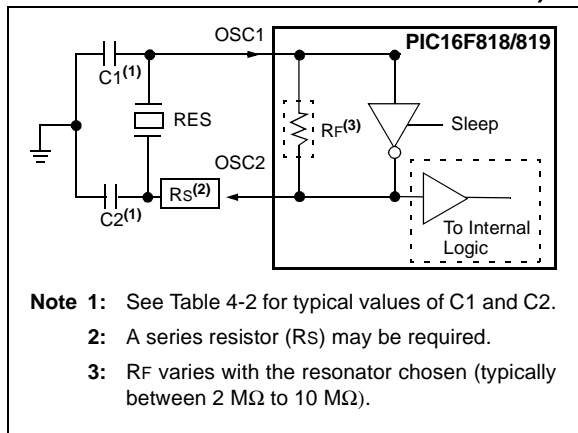 OSC1
PIC16F818/819
C1(1)
RES
RF(3)
Sleep
OSC2
RS(2)
C2(1)
To Internal
Logic
Note 1: See Table 4-2 for typical values of C1 and C2.
2: A series resistor (RS) may be required.
3: RF varies with the resonator chosen (typically
between 2 MΩ to 10 MΩ).